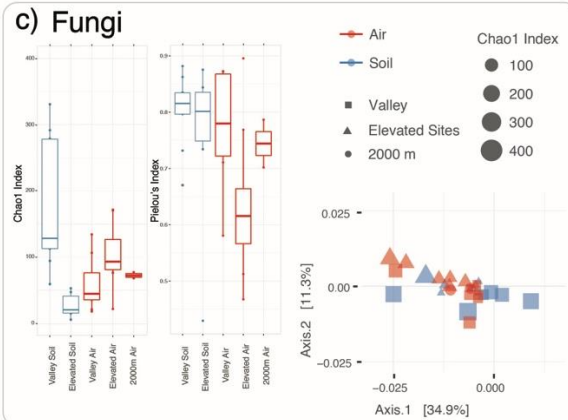 c) Fungi
Chao1 Index
400
300
200
100
0
Valley Soil
Elevated Soil
Valley Air
Elevated Air
2000m Air
Pielou's Index
0.9
0.8
0.7
0.6
0.5
Valley Soil
Elevated Soil
Valley Air
Elevated Air
2000m Air
Air
Soil
Valley
Elevated Sites
2000 m
Chao1 Index
100
200
300
400
Axis.2 [11.3%]
0.025
0.00
−0.025
−0.025
0.000
Axis.1 [34.9%]